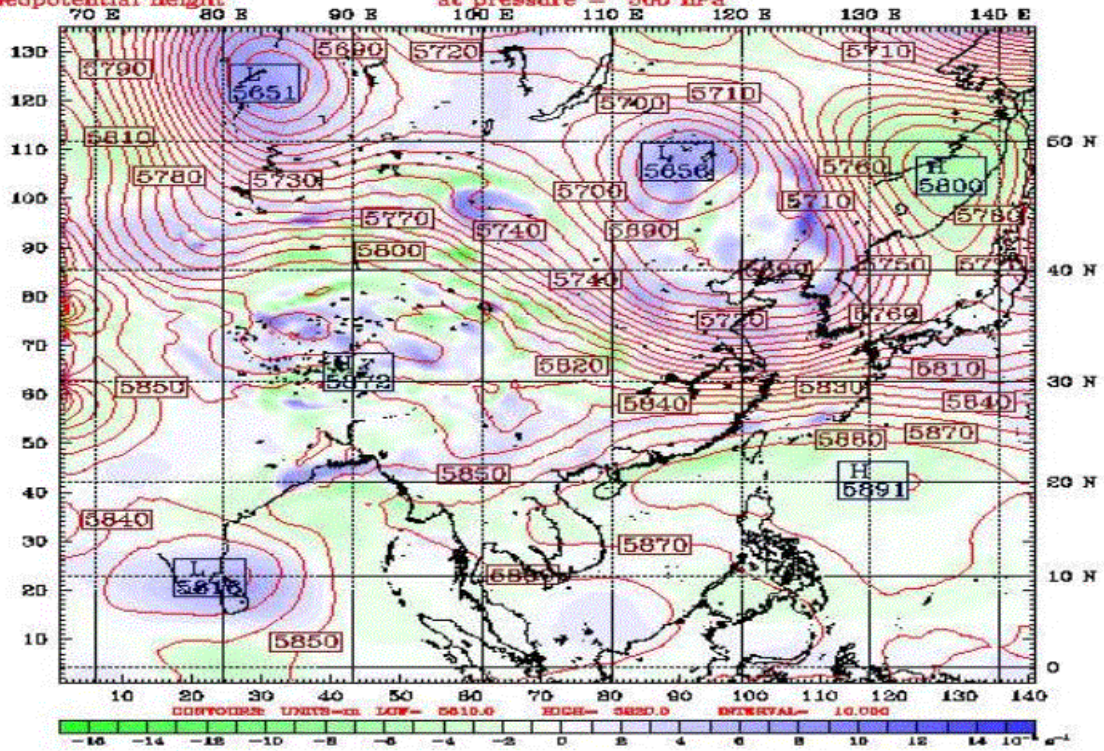 Geopotential Height at pressure = 500 hPa
70 E 80 E 90 E 100 E 110 E 120 E 130 E 140 E
130 5690 5720 5710
5790
L
5651
120 5700 5710
110 5810 50 N
L
5656
5760
H
5800
5780 5730
100 5700 5710
5770 5740 5690 5780
90 5800
5750
40 N
80 5740
5720 5760
70
5872
5820 5810
5850 30 N
60 5840 5830 5840
50 5860 5870
5850
H
5891
40 20 N
5840
30 5870
L
10 N
20
10 5850
0
10 20 30 40 50 60 70 80 90 100 110 120 130 140
CONTOURS: UNITS=m LOW= HIGH= INTERVAL= 10.000
-16 -14 -12 -10 -8 -6 -4 -2 0 2 4 6 8 10 12 14